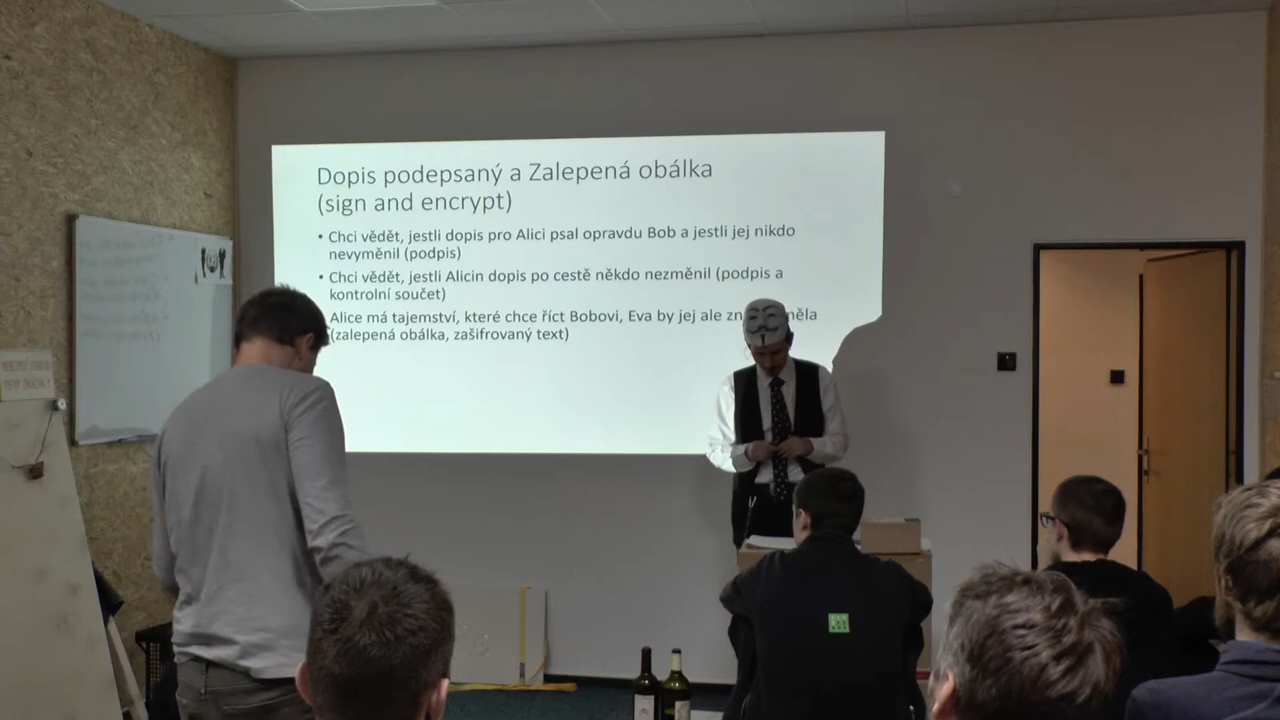 Dopis podepsaný a Zalepená obálka
(sign and encrypt)
• Chci vědět, jestli dopis pro Alici psal opravdu Bob a jestli jej nikdo
nevyměnil (podpis)
• Chci vědět, jestli Alicin dopis po cestě někdo nezměnil (podpis a
kontrolní součet)
Alice má tajemství, které chce říct Bobovi, Eva by jej ale
(zalepená obálka, zašifrovaný text)